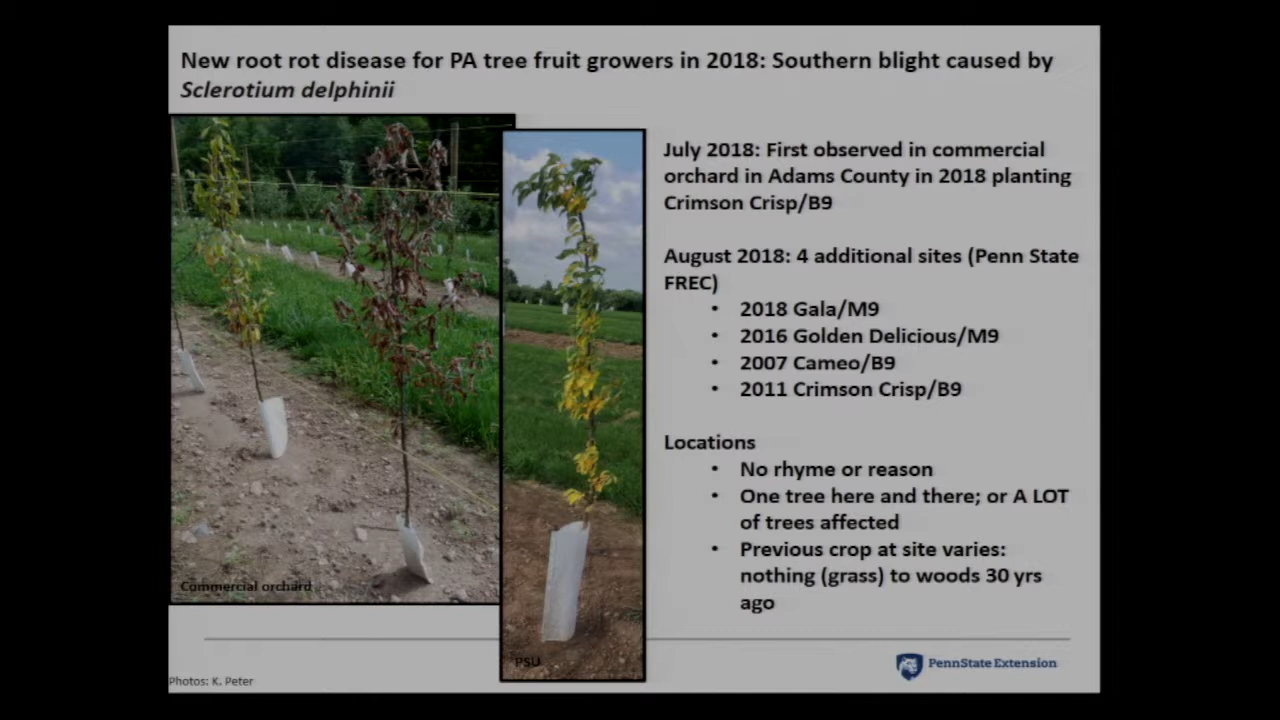 New root rot disease for PA tree fruit growers in 2018: Southern blight caused by
Sclerotium delphinii
July 2018: First observed in commercial
orchard in Adams County in 2018 planting
Crimson Crisp/B9
August 2018: 4 additional sites (Penn State
FREC)
• 2018 Gala/M9
• 2016 Golden Delicious/M9
• 2007 Cameo/B9
• 2011 Crimson Crisp/B9
Locations
• No rhyme or reason
• One tree here and there; or A LOT
of trees affected
• Previous crop at site varies:
nothing (grass) to woods 30 yrs
ago
Commercial orchard
PSU
Photos: K. Peter
PennState Extension